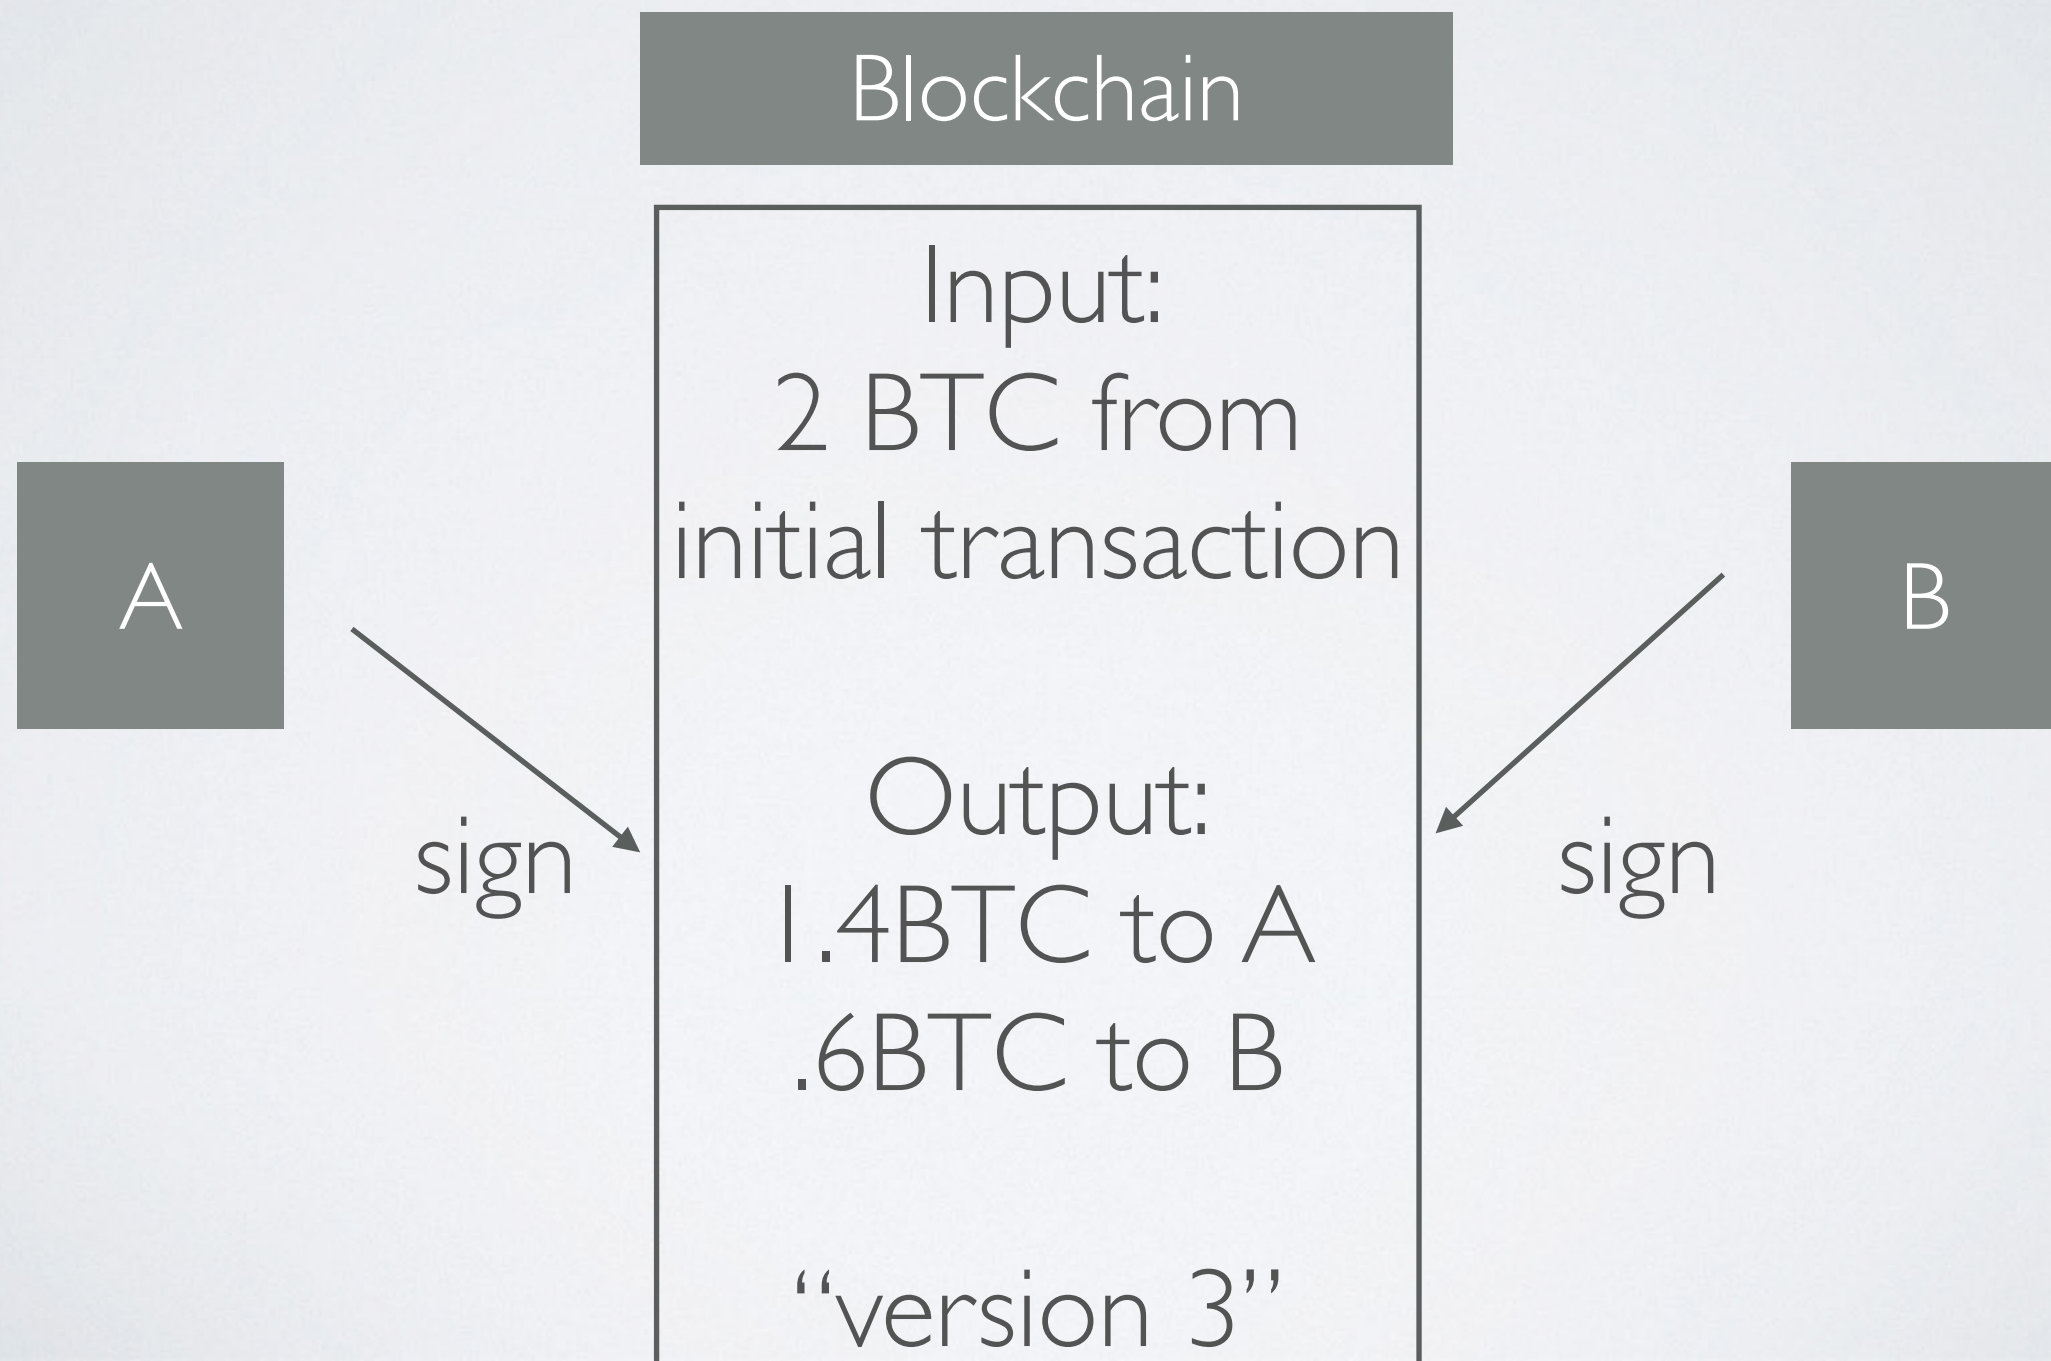 Blockchain
Input:
2 BTC from
initial transaction
A
B
sign
sign
Output:
1.4BTC to A
.6BTC to B
“version 3”